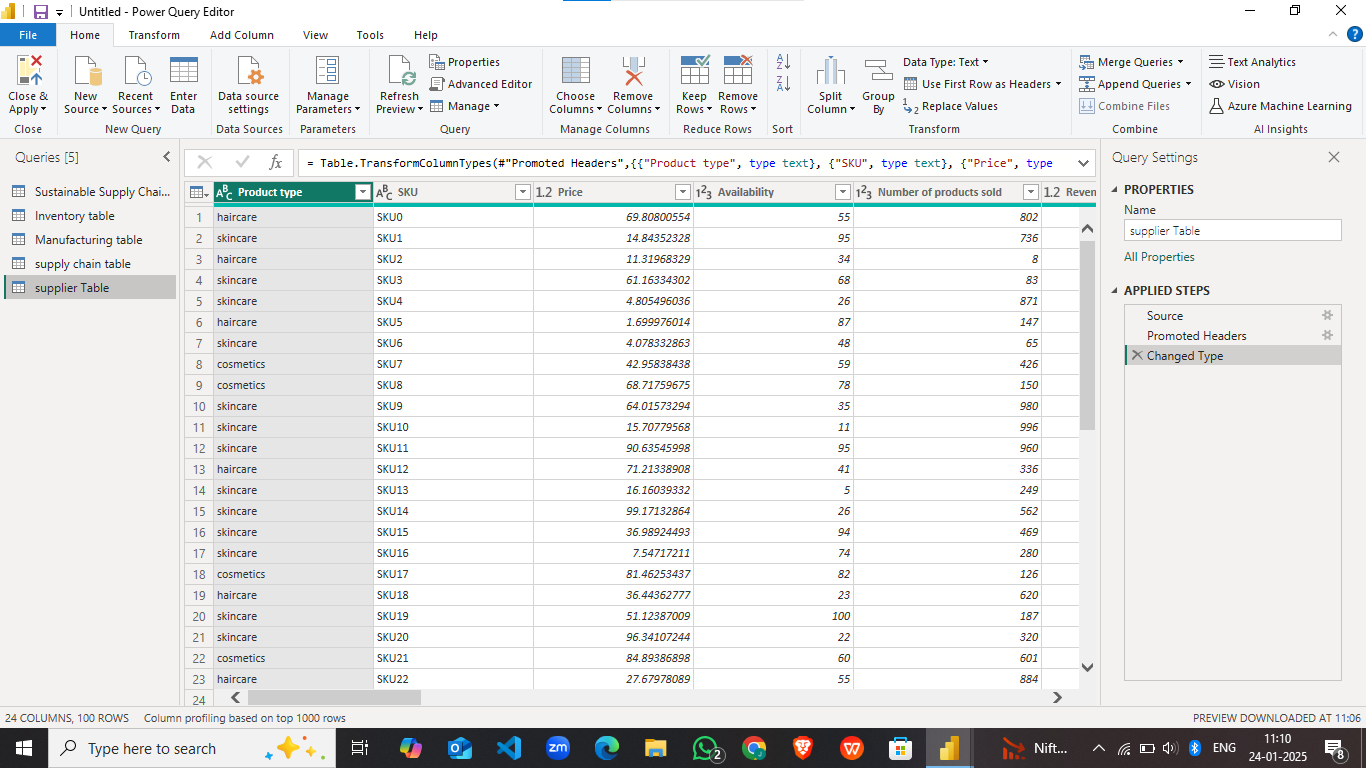 Untitled - Power Query Editor
File Home Transform Add Column View Tools Help
Close & Apply
New Source
Recent Sources
Enter Data
Data source settings
Manage Parameters
Refresh Preview
Properties
Advanced Editor
Manage
Choose Columns
Remove Columns
Keep Rows
Remove Rows
Split Column
Group By
Data Type: Text
Use First Row as Headers
Replace Values
Merge Queries
Append Queries
Combine Files
Text Analytics
Vision
Azure Machine Learning
Close New Query Data Sources Parameters Query Manage Columns Reduce Rows Sort Transform Combine AI Insights
Queries [5]
Sustainable Supply Chai...
Inventory table
Manufacturing table
supply chain table
supplier Table
fx = Table.TransformColumnTypes(#"Promoted Headers",{{"Product type", type text}, {"SKU", type text}, {"Price", type
ABC Product type ABC SKU 1.2 Price 123 Availability 123 Number of products sold 1.2 Reven
1 haircare SKU0 69.80800554 55 802
2 skincare SKU1 14.84352328 95 736
3 haircare SKU2 11.31968329 34 8
4 skincare SKU3 61.16334302 68 83
5 skincare SKU4 4.805496036 26 871
6 haircare SKU5 1.699976014 87 147
7 skincare SKU6 4.078332863 48 65
8 cosmetics SKU7 42.95838438 59 426
9 cosmetics SKU8 68.71759675 78 150
10 skincare SKU9 64.01573294 35 980
11 skincare SKU10 15.70779568 11 996
12 skincare SKU11 90.63545998 95 960
13 haircare SKU12 71.21338908 41 336
14 skincare SKU13 16.16039332 5 249
15 skincare SKU14 99.17132864 26 562
16 skincare SKU15 36.98924493 94 469
17 skincare SKU16 7.54717211 74 280
18 cosmetics SKU17 81.46253437 82 126
19 haircare SKU18 36.44362777 23 620
20 skincare SKU19 51.12387009 100 187
21 skincare SKU20 96.34107244 22 320
22 cosmetics SKU21 84.89386898 60 601
23 haircare SKU22 27.67978089 55 884
24
Query Settings
PROPERTIES
Name
supplier Table
All Properties
APPLIED STEPS
Source
Promoted Headers
Changed Type
24 COLUMNS, 100 ROWS Column profiling based on top 1000 rows PREVIEW DOWNLOADED AT 11:06
Type here to search
zm
2
Nift...
ENG
11:10
24-01-2025
8